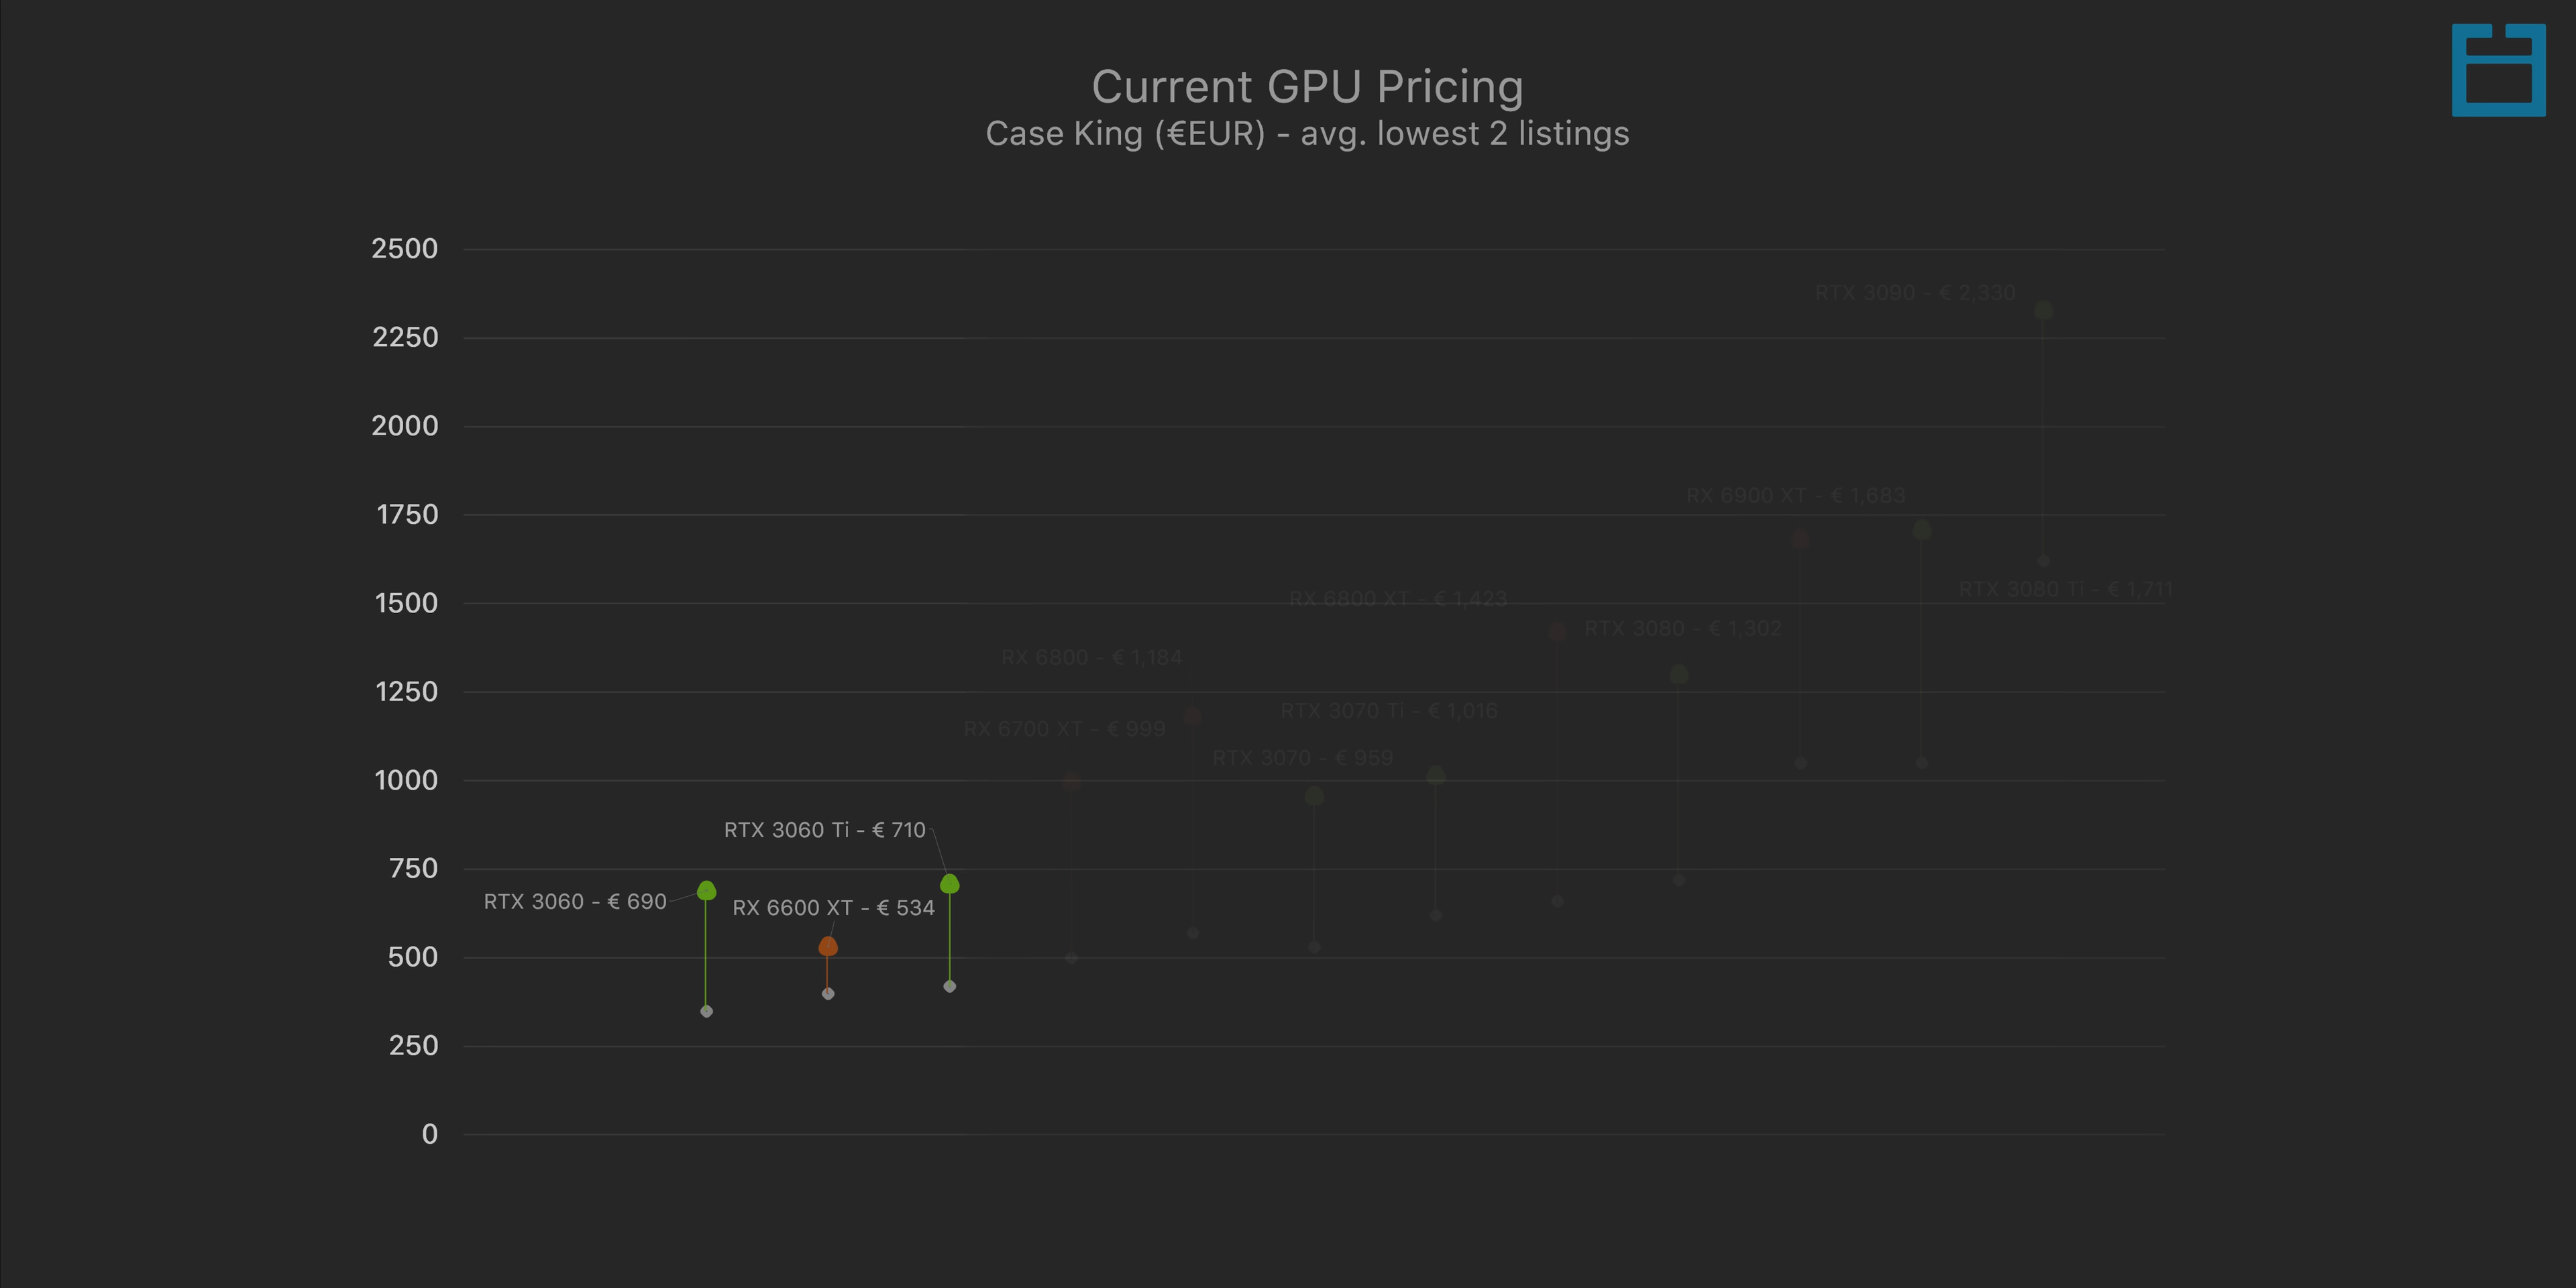 Current GPU Pricing
Case King (€EUR) - avg. lowest 2 listings
2500
RTX 3090 - € 2,330
2250
2000
RX 6900 XT - € 1,683
1750
RTX 3080 Ti - € 1,711
RX 6800 XT - € 1,423
1500
RTX 3080 - € 1,302
RX 6800 - € 1,184
1250
RTX 3070 Ti - € 1,016
RX 6700 XT - € 999
RTX 3070 - € 959
1000
RTX 3060 Ti - € 710
750
RTX 3060 - € 690
RX 6600 XT - € 534
500
250
0